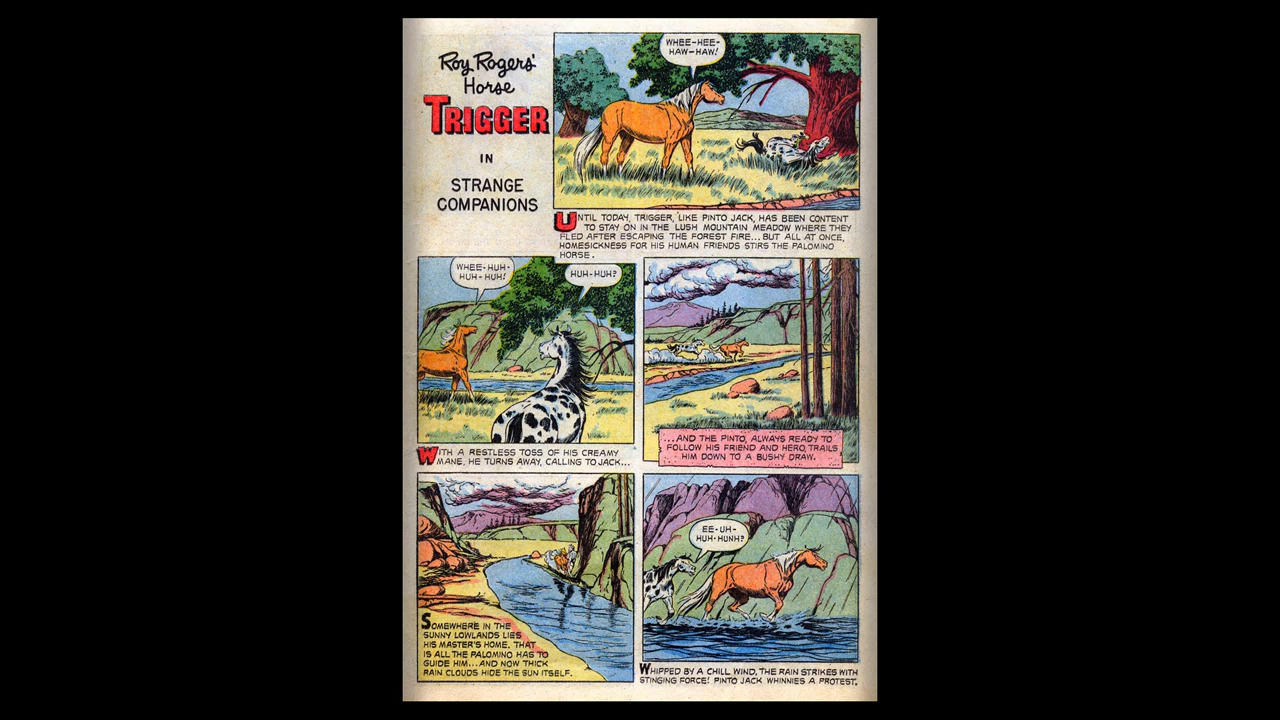 Roy Rogers'
Horse
TRIGGER
IN
STRANGE
COMPANIONS
WHEE-HEE-
HAW-HAW!
UNTIL TODAY, TRIGGER, LIKE PINTO JACK, HAS BEEN CONTENT
TO STAY ON IN THE LUSH MOUNTAIN MEADOW WHERE THEY
FLED AFTER ESCAPING THE FOREST FIRE... BUT ALL AT ONCE,
HOMESICKNESS FOR HIS HUMAN FRIENDS STIRS THE PALOMINO
HORSE.
WHEE-HUH-
HUH-HUH!
HUH-HUH?
WITH A RESTLESS TOSS OF HIS CREAMY
MANE, HE TURNS AWAY, CALLING TO JACK...
...AND THE PINTO, ALWAYS READY TO
FOLLOW HIS FRIEND AND HERO, TRAILS
HIM DOWN TO A BUSHY DRAW.
SOMEWHERE IN THE
SUNNY LOWLANDS LIES
HIS MASTER'S HOME. THAT
IS ALL THE PALOMINO HAS TO
GUIDE HIM... AND NOW THICK
RAIN CLOUDS HIDE THE SUN ITSELF.
EE-UH-
HUH-HUNH?
WHIPPED BY A CHILL WIND, THE RAIN STRIKES WITH
STINGING FORCE! PINTO JACK WHINNIES A PROTEST.